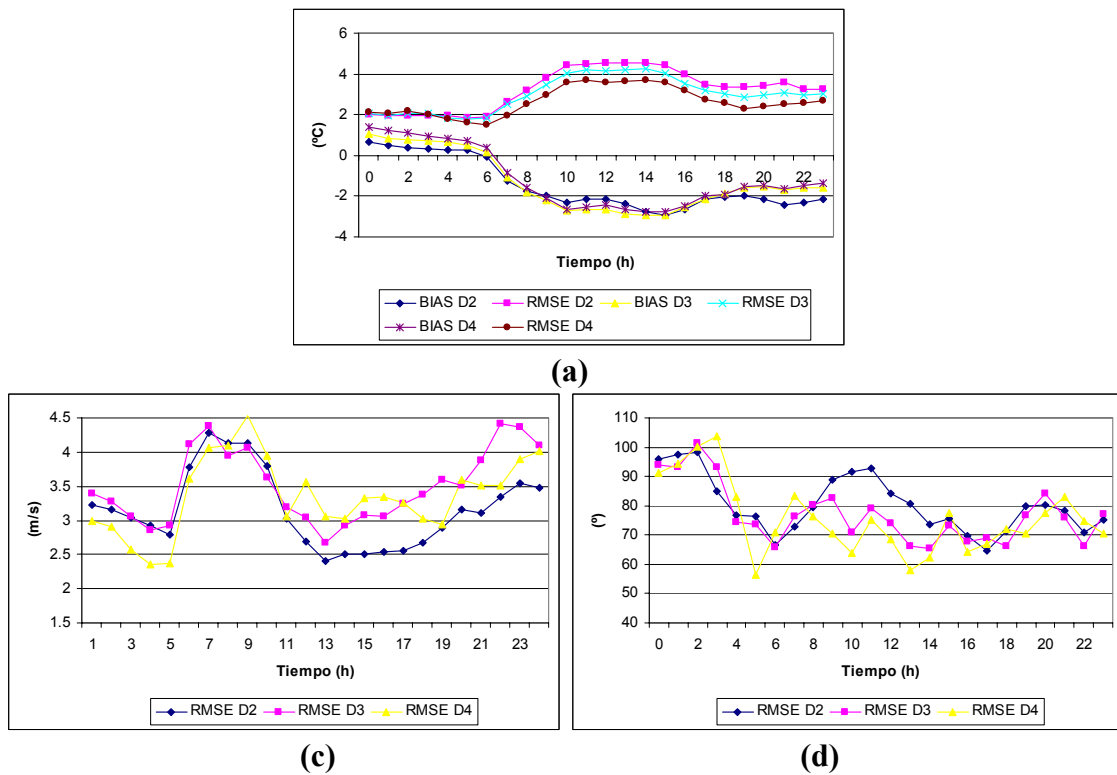 6
4
2
0
-2
-4
(ºC)
0 2 4 6 8 10 12 14 16 18 20 22
Tiempo (h)
BIAS D2 RMSE D2 BIAS D3 RMSE D3
BIAS D4 RMSE D4
(a)
4.5
4
3.5
3
2.5
2
1.5
(m/s)
1 3 5 7 9 11 13 15 17 19 21 23
Tiempo (h)
RMSE D2 RMSE D3 RMSE D4
(c)
110
100
90
80
70
60
50
40
(º)
0 2 4 6 8 10 12 14 16 18 20 22
Tiempo (h)
RMSE D2 RMSE D3 RMSE D4
(d)